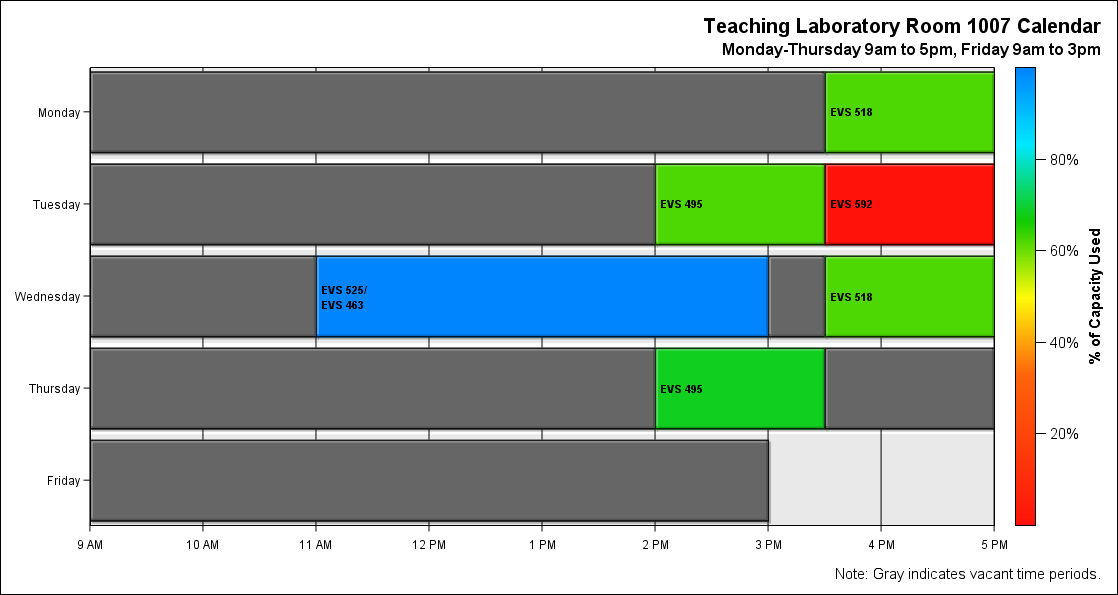 Teaching Laboratory Room 1007 Calendar
Monday-Thursday 9am to 5pm, Friday 9am to 3pm
Monday
EVS 518
Tuesday
EVS 495
EVS 592
Wednesday
EVS 525/
EVS 463
EVS 518
Thursday
EVS 495
Friday
9 AM
10 AM
11 AM
12 PM
1 PM
2 PM
3 PM
4 PM
5 PM
80%
60%
40%
20%
% of Capacity Used
Note: Gray indicates vacant time periods.